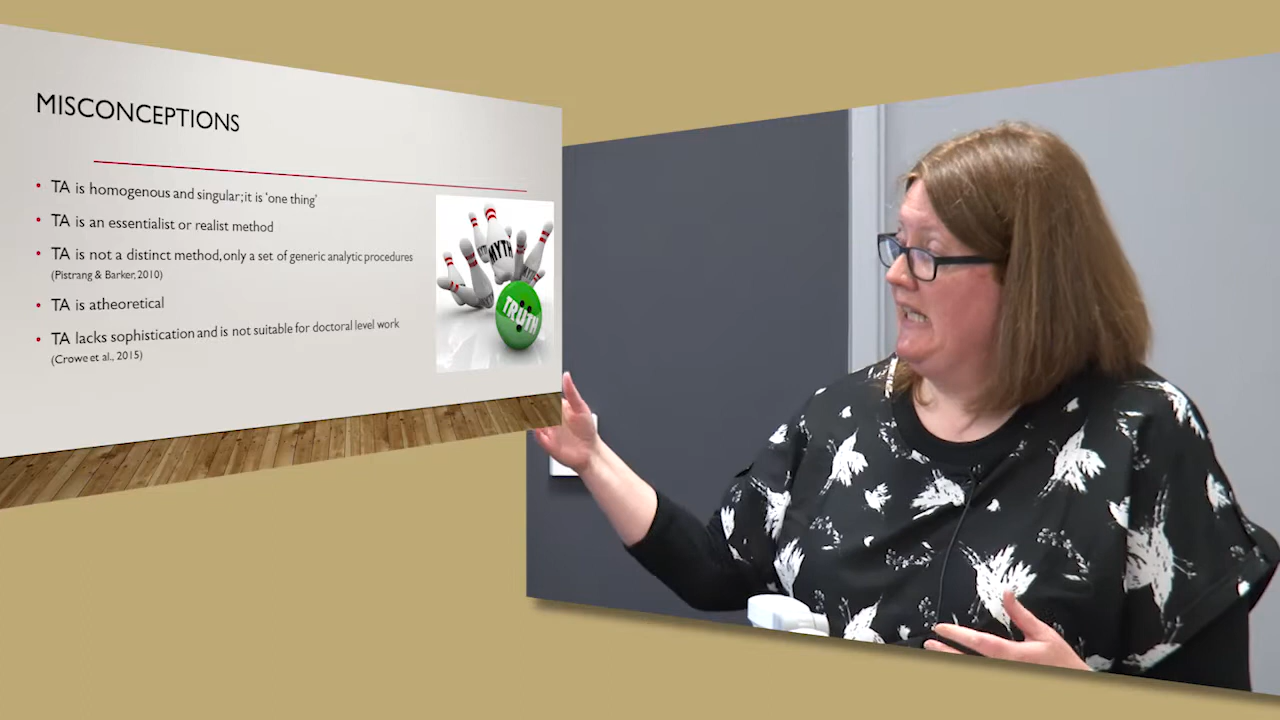 MISCONCEPTIONS
• TA is homogenous and singular; it is ‘one thing’
• TA is an essentialist or realist method
• TA is not a distinct method, only a set of generic analytic procedures
(Pistrang & Barker, 2010)
• TA is atheoretical
• TA lacks sophistication and is not suitable for doctoral level work
(Crowe et al., 2015)
MYTH
TRUTH